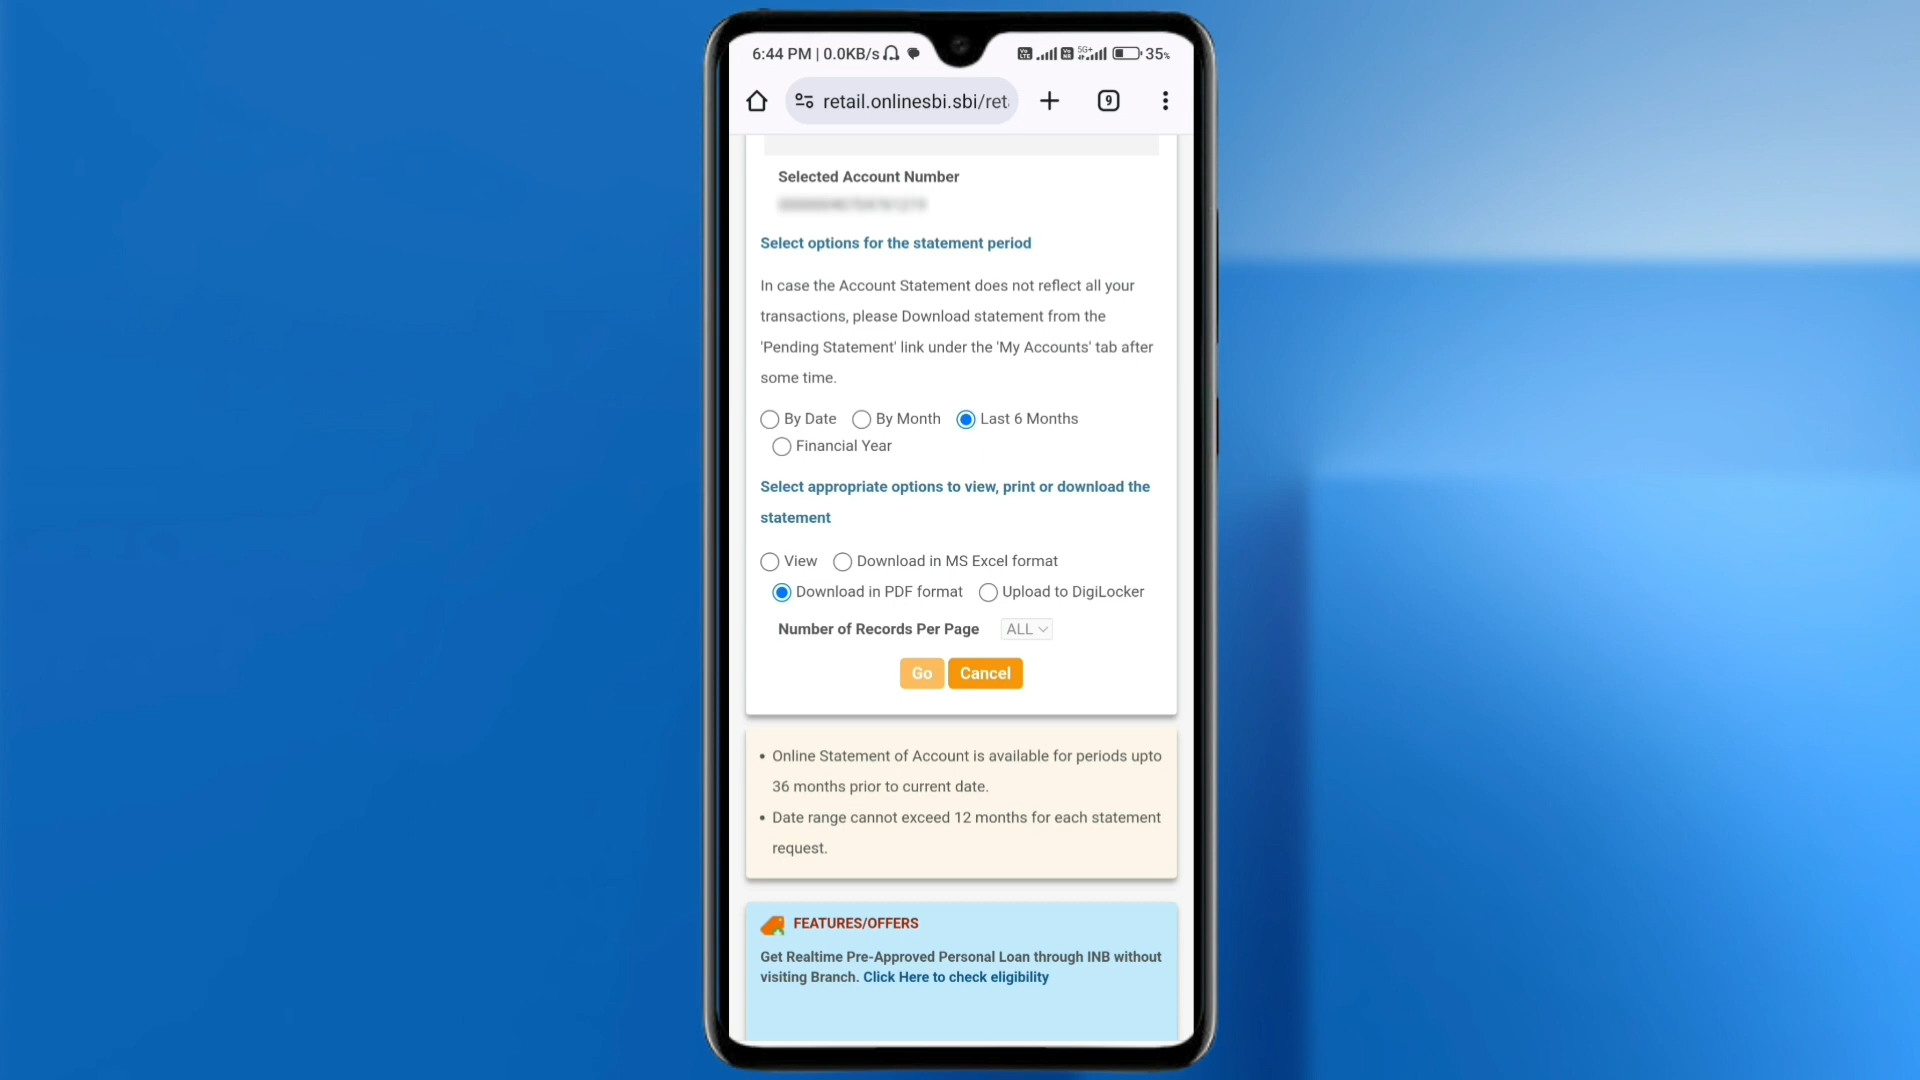 6:44 PM | 0.0KB/s 5G+ 35%
retail.onlinesbi.sbi/ret 9
Selected Account Number
Select options for the statement period
In case the Account Statement does not reflect all your
transactions, please Download statement from the
'Pending Statement' link under the 'My Accounts' tab after
some time.
By Date By Month Last 6 Months
Financial Year
Select appropriate options to view, print or download the
statement
View Download in MS Excel format
Download in PDF format Upload to DigiLocker
Number of Records Per Page ALL
Go Cancel
• Online Statement of Account is available for periods upto
36 months prior to current date.
• Date range cannot exceed 12 months for each statement
request.
FEATURES/OFFERS
Get Realtime Pre-Approved Personal Loan through INB without
visiting Branch. Click Here to check eligibility